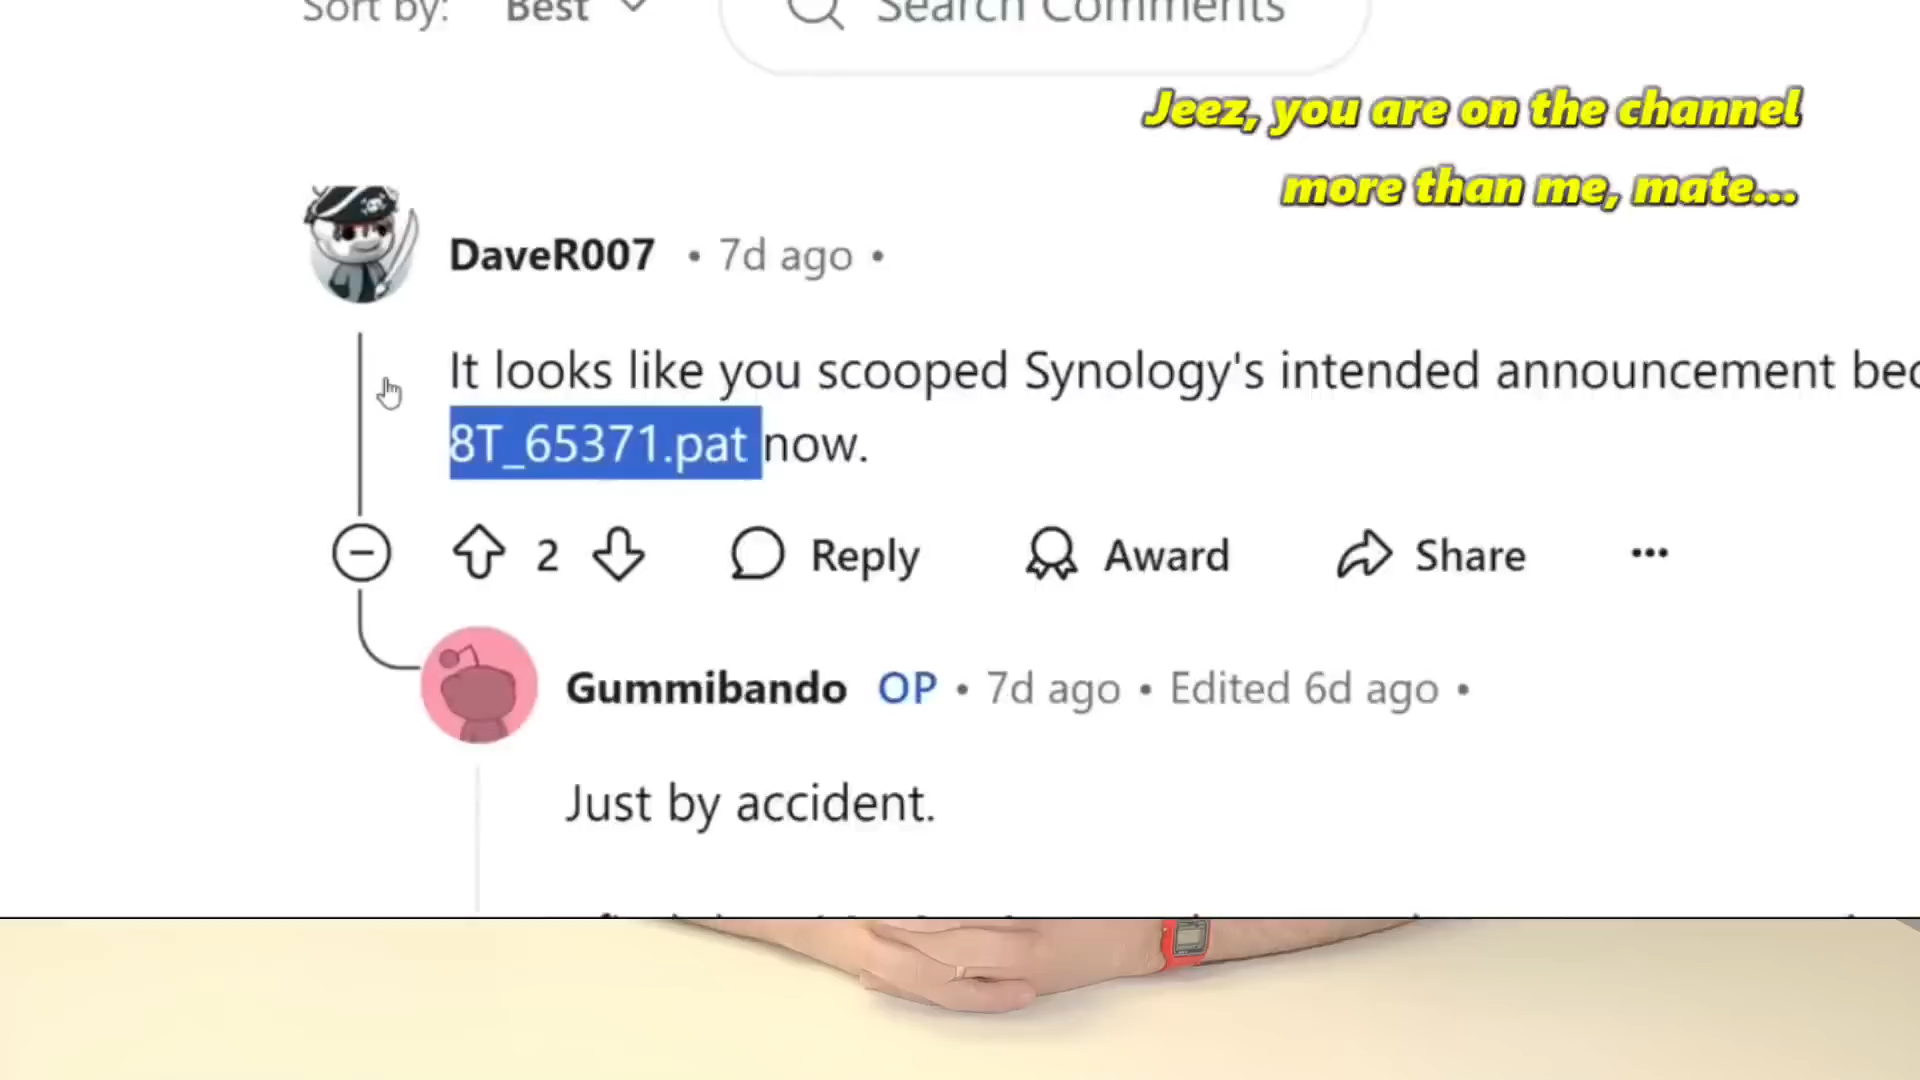 Sort by: Best Search Comments
Jeez, you are on the channel
more than me, mate...
DaveR007 • 7d ago •
It looks like you scooped Synology's intended announcement bec
8T_65371.pat now.
2 Reply Award Share ...
Gummibando OP • 7d ago • Edited 6d ago •
Just by accident.